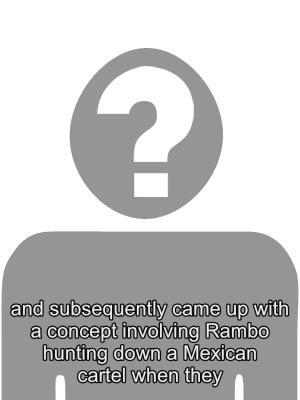 and subsequently came up with
a concept involving Rambo
hunting down a Mexican
cartel when they